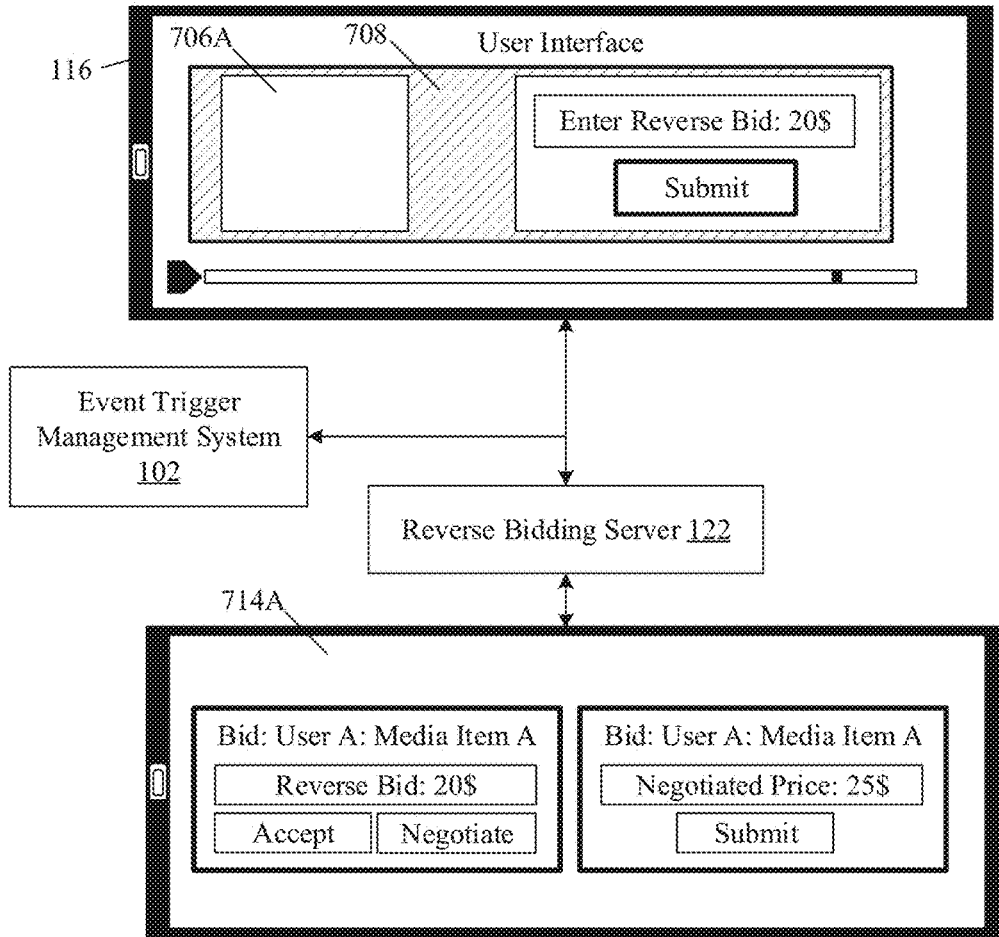 706A
708
User Interface
116
Enter Reverse Bid: 20$
Submit
Event Trigger
Management System
102
Reverse Bidding Server 122
714A
Bid: User A: Media Item A
Reverse Bid: 20$
Accept
Negotiate
Bid: User A: Media Item A
Negotiated Price: 25$
Submit